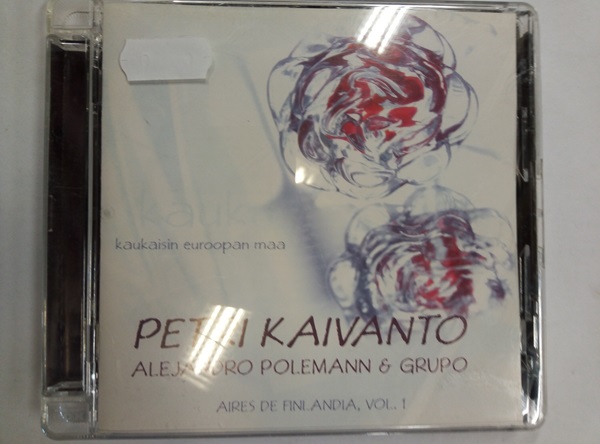 kaukaisin euroopan maa
PETRI KAIVANTO
ALEJANDRO POLEMANN & GRUPO
AIRES DE FINLANDIA, VOL. 1